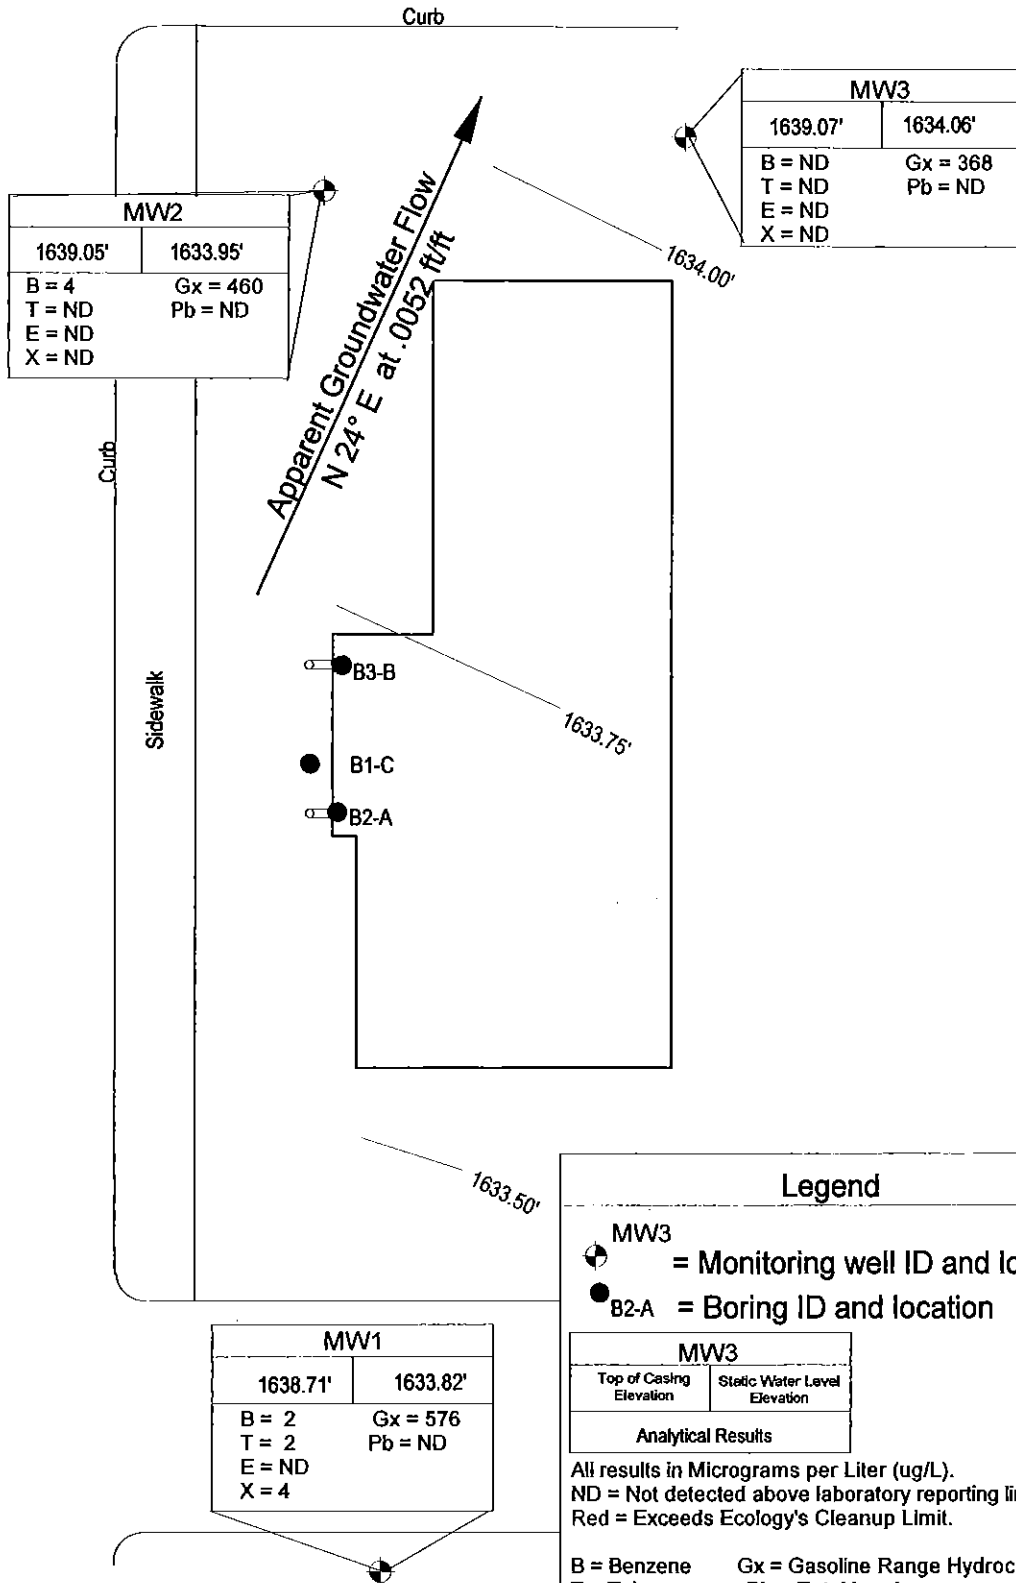 Curb
MW3
1639.07' 1634.06'
B = ND Gx = 368
T = ND Pb = ND
E = ND
X = ND
MW2
1639.05' 1633.95'
B = 4 Gx = 460
T = ND Pb = ND
E = ND
X = ND
Apparent Groundwater Flow
N 24° E at .0052 ft/ft
1634.00'
Curb
Sidewalk
B3-B
1633.75'
B1-C
B2-A
1633.50'
MW1
1638.71' 1633.82'
B = 2 Gx = 576
T = 2 Pb = ND
E = ND
X = 4
Legend
MW3
= Monitoring well ID and lo
B2-A = Boring ID and location
MW3
Top of Casing Elevation
Static Water Level Elevation
Analytical Results
All results in Micrograms per Liter (ug/L).
ND = Not detected above laboratory reporting li
Red = Exceeds Ecology's Cleanup Limit.
B = Benzene Gx = Gasoline Range Hydroc